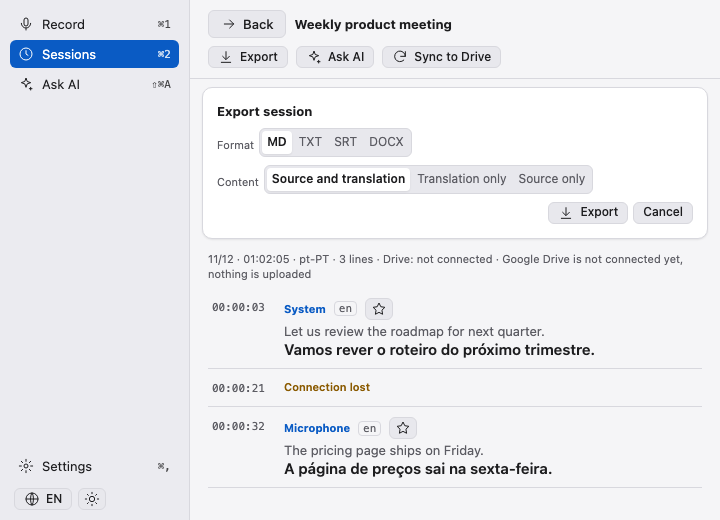 Record ⌘1
Sessions ⌘2
Ask AI ⇧⌘A
Settings ⌘,
EN
Back Weekly product meeting
Export Ask AI Sync to Drive
Export session
Format MD TXT SRT DOCX
Content Source and translation Translation only Source only
Export Cancel
11/12 · 01:02:05 · pt-PT · 3 lines · Drive: not connected · Google Drive is not connected yet,
nothing is uploaded
00:00:03 System en
Let us review the roadmap for next quarter.
Vamos rever o roteiro do próximo trimestre.
00:00:21 Connection lost
00:00:32 Microphone en
The pricing page ships on Friday.
A página de preços sai na sexta-feira.